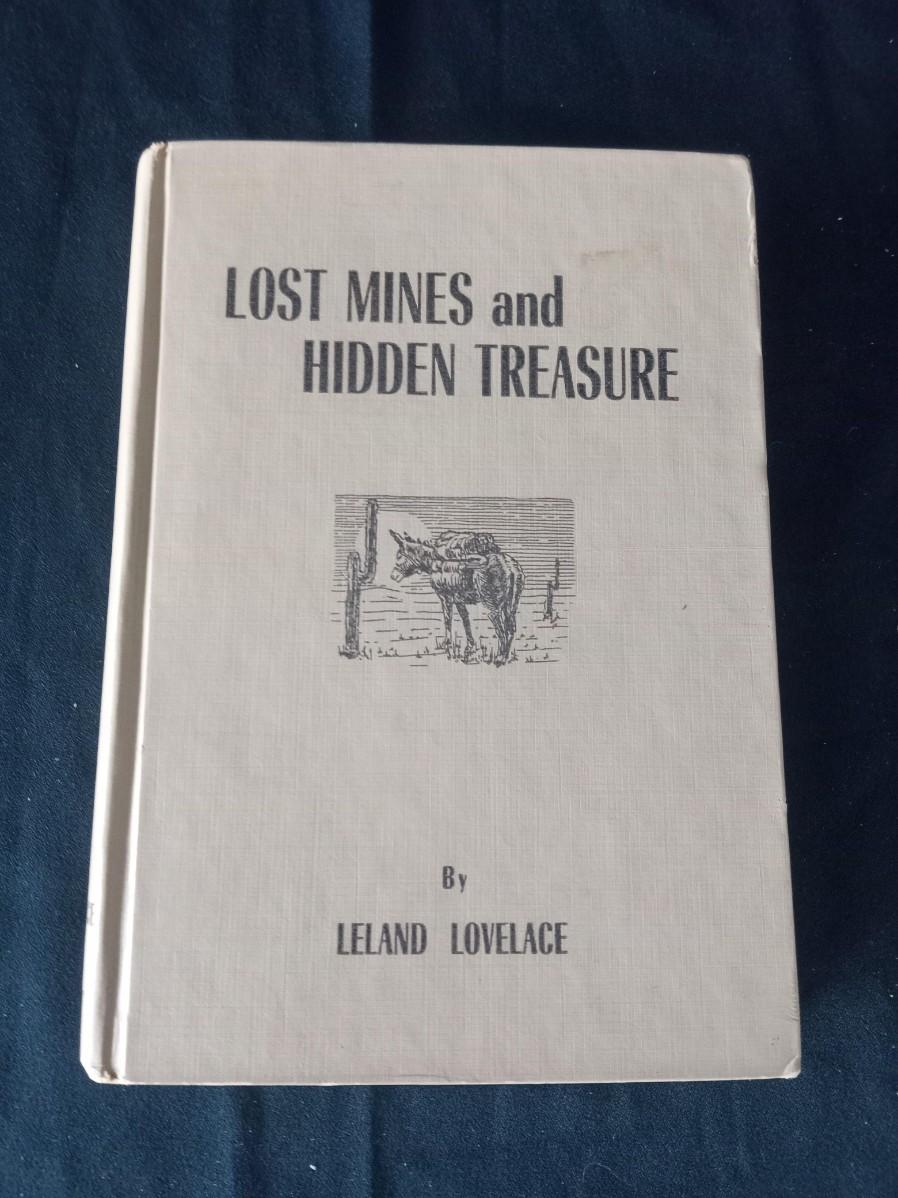 LOST MINES and
HIDDEN TREASURE
By
LELAND LOVELACE